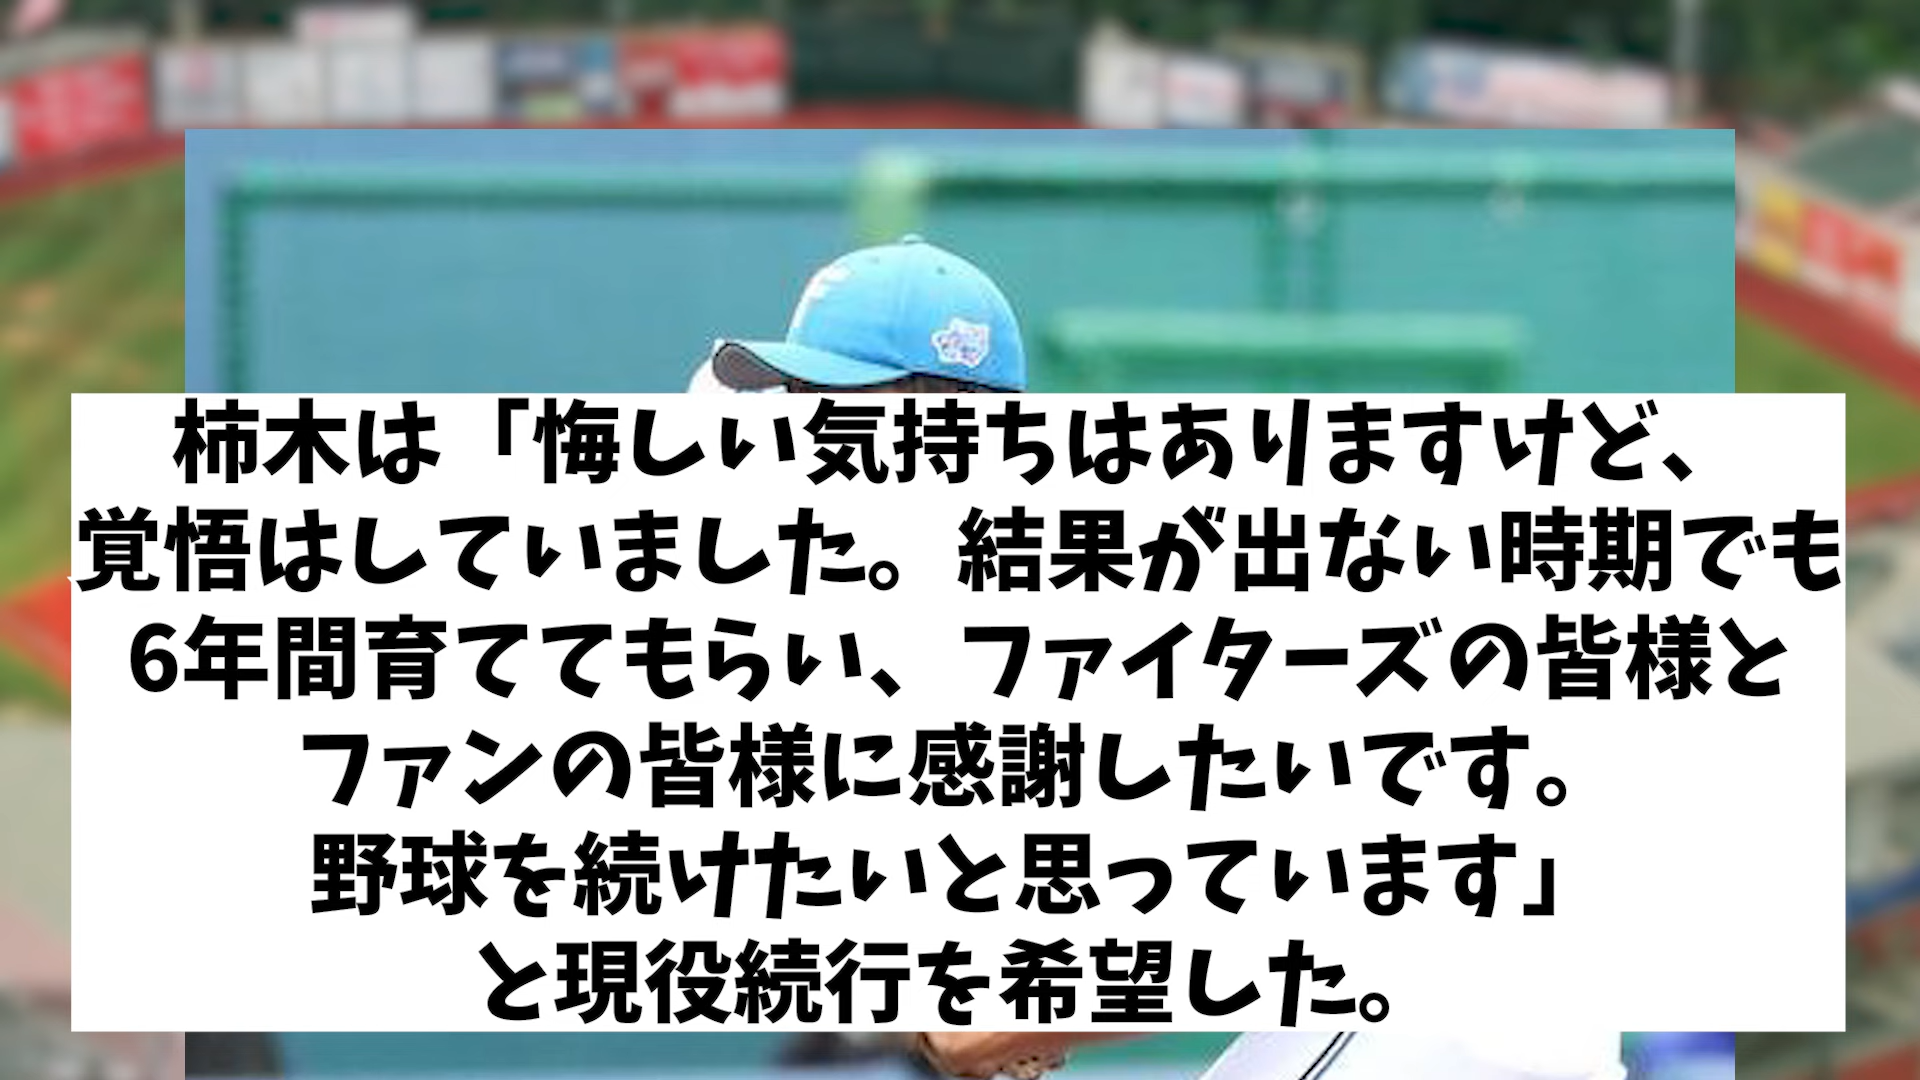 柿木は「悔しい気持ちはありますけど、
覚悟はしていました。結果が出ない時期でも
6年間育ててもらい、ファイターズの皆様と
ファンの皆様に感謝したいです。
野球を続けたいと思っています」
と現役続行を希望した。